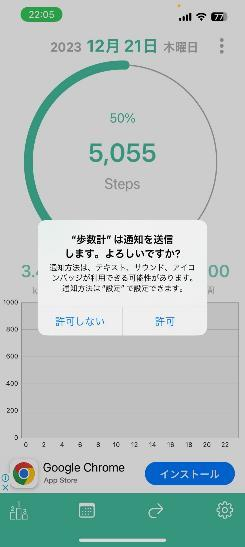 22:05
77
2023 12月 21日 木曜日
50%
5,055
Steps
"歩数計"は通知を送信
します。よろしいですか?
通知方法は、テキスト、サウンド、アイコ
ンバッジが利用できる可能性があります。
通知方法は"設定"で設定できます。
許可しない
許可
1000
800
600
400
200
0
0 2 4 6 8 10 12 14 16 18 20 22
Google Chrome
App Store
インストール
1
2
3